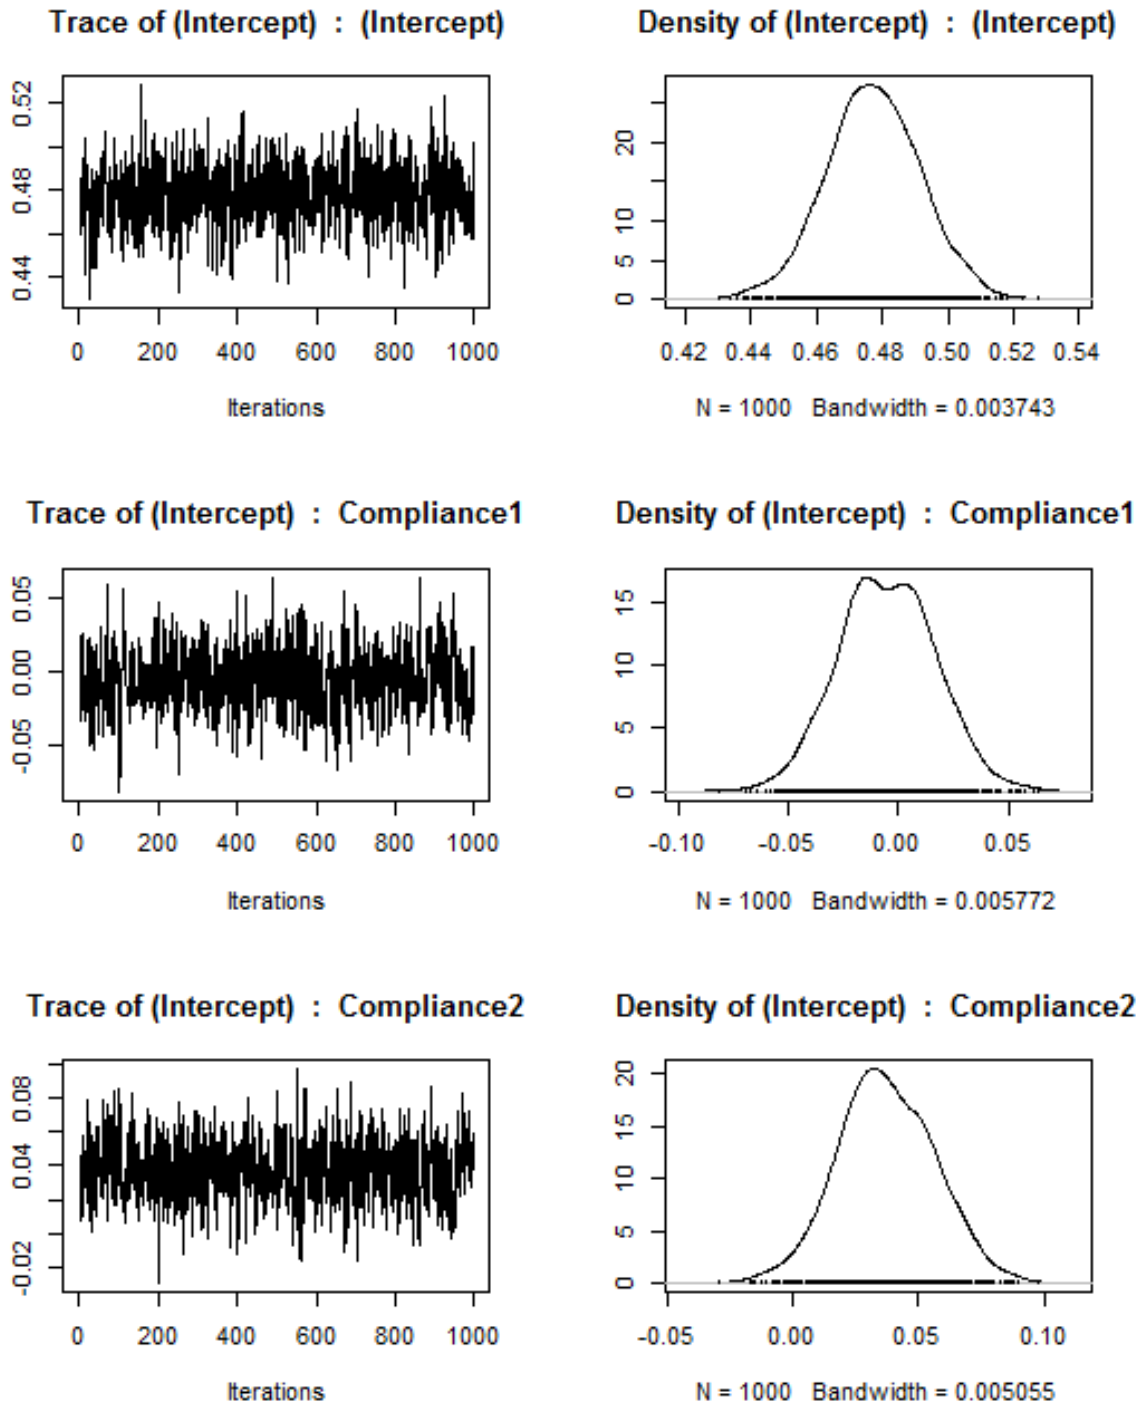 Trace of (Intercept) : (Intercept)
0.44 0.48 0.52
0 200 400 600 800 1000
Iterations
Density of (Intercept) : (Intercept)
0 5 10 20
0.42 0.44 0.46 0.48 0.50 0.52 0.54
N = 1000 Bandwidth = 0.003743
Trace of (Intercept) : Compliance1
-0.05 0.00 0.05
0 200 400 600 800 1000
Iterations
Density of (Intercept) : Compliance1
0 5 10 15
-0.10 -0.05 0.00 0.05
N = 1000 Bandwidth = 0.005772
Trace of (Intercept) : Compliance2
-0.02 0.04 0.08
0 200 400 600 800 1000
Iterations
Density of (Intercept) : Compliance2
0 5 10 15 20
-0.05 0.00 0.05 0.10
N = 1000 Bandwidth = 0.005055